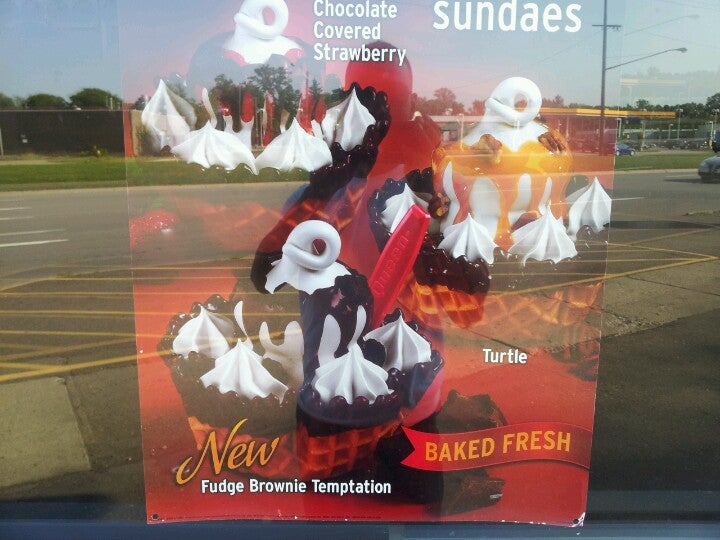 sundaes
Chocolate
Covered
Strawberry
Turtle
New
Fudge Brownie Temptation
BAKED FRESH